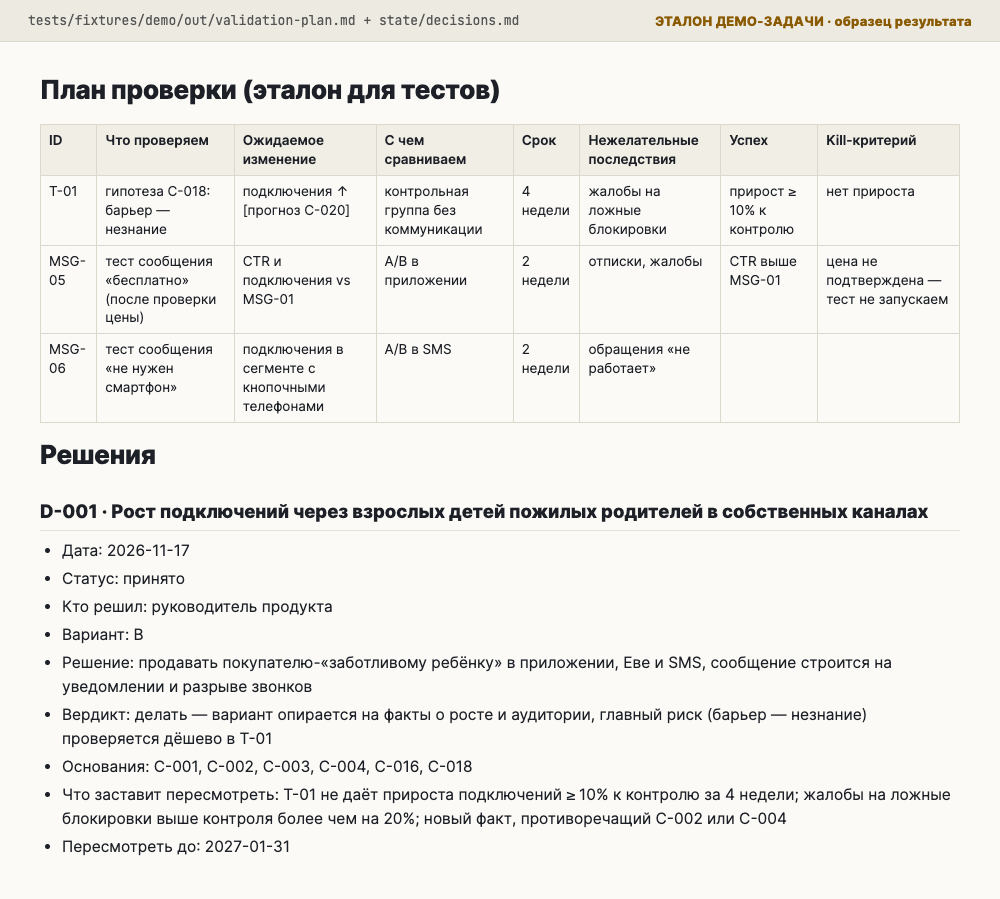 tests/fixtures/demo/out/validation-plan.md + state/decisions.md
ЭТАЛОН ДЕМО-ЗАДАЧИ · образец результата
План проверки (эталон для тестов)
ID
Что проверяем
Ожидаемое
изменение
С чем
сравниваем
Срок
Нежелательные
последствия
Успех
Kill-критерий
T-01
гипотеза C-018:
барьер —
незнание
подключения ↑
[прогноз C-020]
контрольная
группа без
коммуникации
4
недели
жалобы на
ложные
блокировки
прирост ≥
10% к
контролю
нет прироста
MSG-
05
тест сообщения
«бесплатно»
(после проверки
цены)
CTR и
подключения vs
MSG-01
A/B в
приложении
2
недели
отписки, жалобы
CTR выше
MSG-01
цена не
подтверждена —
тест не запускаем
MSG-
06
тест сообщения
«не нужен
смартфон»
подключения в
сегменте с
кнопочными
телефонами
A/B в SMS
2
недели
обращения «не
работает»
Решения
D-001 · Рост подключений через взрослых детей пожилых родителей в собственных каналах
• Дата: 2026-11-17
• Статус: принято
• Кто решил: руководитель продукта
• Вариант: B
• Решение: продавать покупателю-«заботливому ребёнку» в приложении, Еве и SMS, сообщение строится на
уведомлении и разрыве звонков
• Вердикт: делать — вариант опирается на факты о росте и аудитории, главный риск (барьер — незнание)
проверяется дёшево в T-01
• Основания: C-001, C-002, C-003, C-004, C-016, C-018
• Что заставит пересмотреть: T-01 не даёт прироста подключений ≥ 10% к контролю за 4 недели; жалобы на ложные
блокировки выше контроля более чем на 20%; новый факт, противоречащий C-002 или C-004
• Пересмотреть до: 2027-01-31